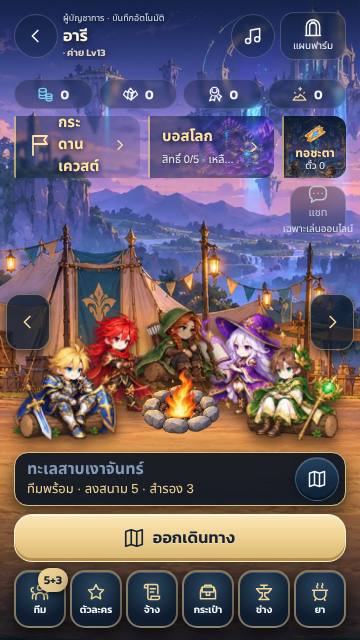 ผู้บัญชาการ · บันทึกอัตโนมัติ
อารี
· ค่าย Lv13
แผนฟาร์ม
0
0
0
0
กระ
ดาน
เควสต์
บอสโลก
สิทธิ์ 0/5 · เหลื...
ทอชะตา
ตั๋ว 0
แชท
เฉพาะเล่นออนไลน์
ทะเลสาบเงาจันทร์
ทีมพร้อม · ลงสนาม 5 · สำรอง 3
ออกเดินทาง
5+3
ทีม
ตัวละคร
จ้าง
กระเป๋า
ช่าง
ยา